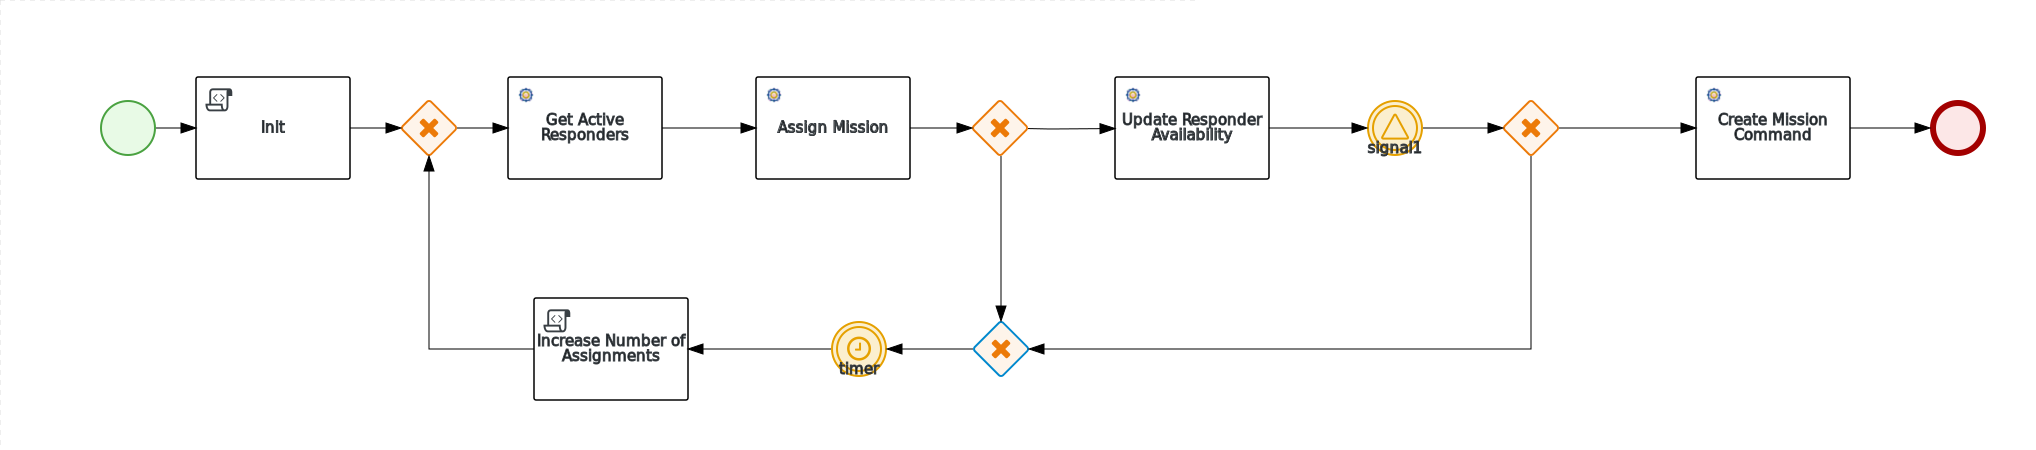 Init
Get Active
Responders
Assign Mission
Update Responder
Availability
signal1
Create Mission
Command
Increase Number of
Assignments
timer